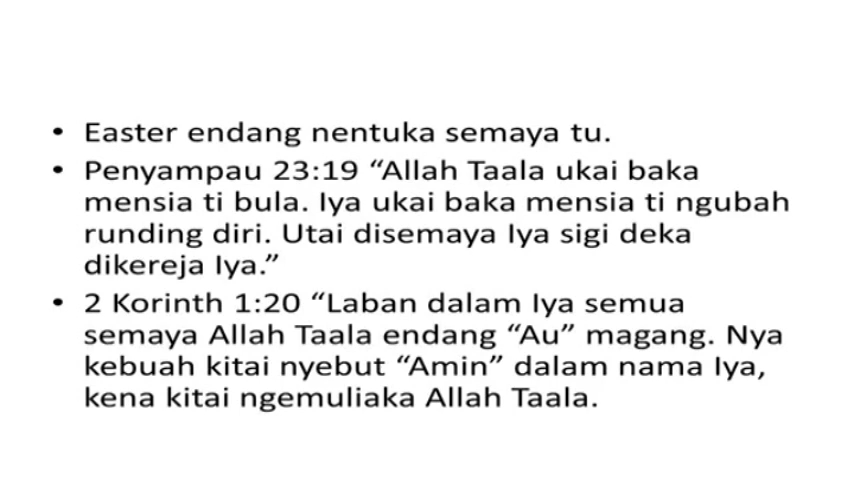 • Easter endang nentuka semaya tu.
• Penyampau 23:19 “Allah Taala ukai baka
mensia ti bula. Iya ukai baka mensia ti ngubah
runding diri. Utai disemaya Iya sigi deka
dikereja Iya.”
• 2 Korinth 1:20 “Laban dalam Iya semua
semaya Allah Taala endang “Au” magang. Nya
kebuah kitai nyebut “Amin” dalam nama Iya,
kena kitai ngemuliaka Allah Taala.